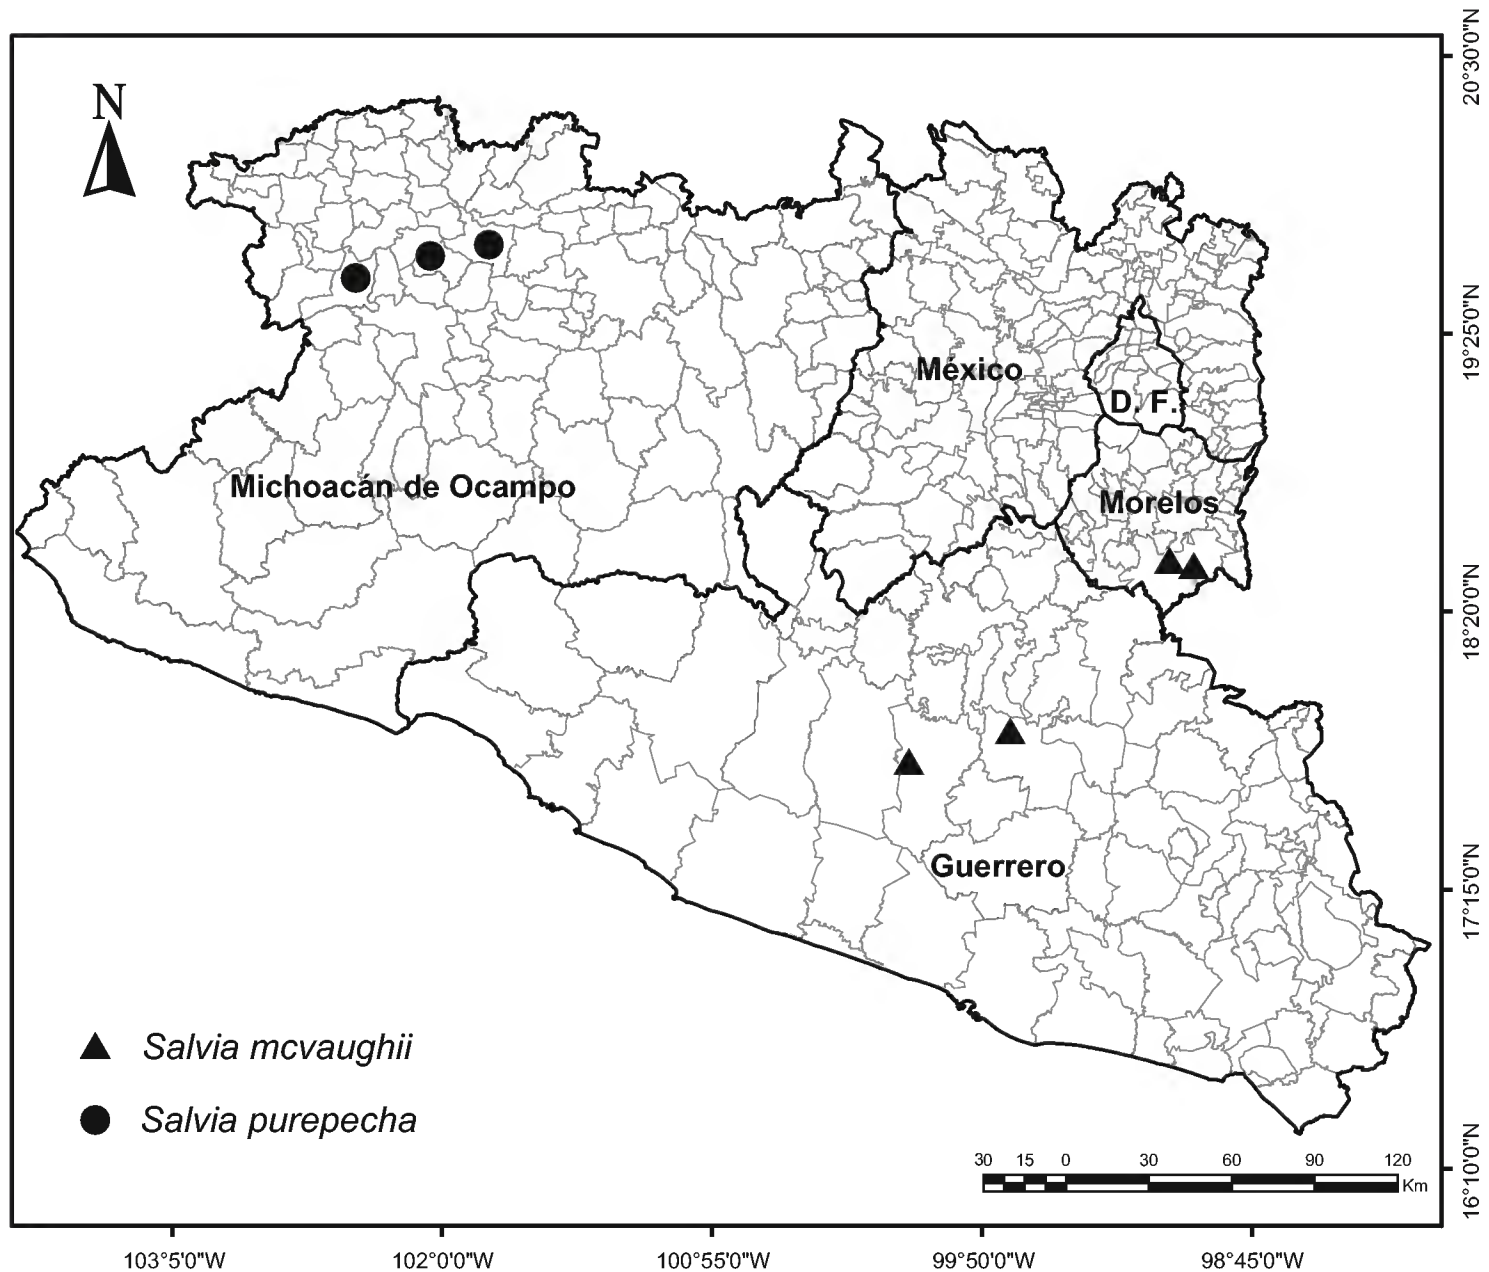 N
20°30'0"N
19°25'0"N
México
D. F.
Michoacán de Ocampo
Morelos
18°20'0"N
Guerrero
17°15'0"N
Salvia mcvaughii
Salvia purepecha
30 15 0 30 60 90 120
Km
16°10'0"N
103°5'0"W 102°0'0"W 100°55'0"W 99°50'0"W 98°45'0"W